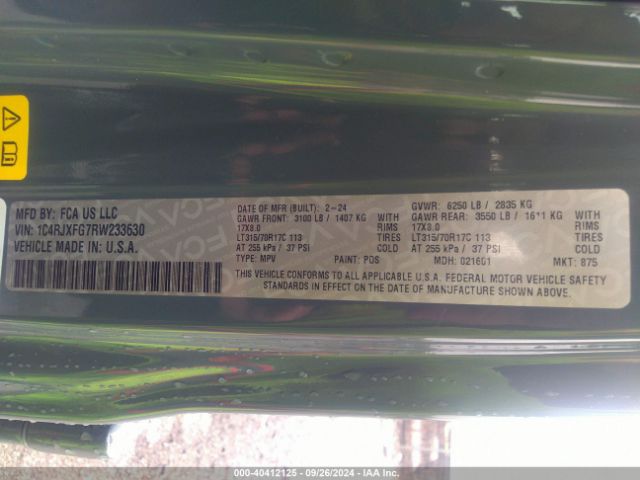 MFD BY: FCA US LLC
VIN: 1C4RJXFG7RW233630
VEHICLE MADE IN U.S.A.
DATE OF MFR (BUILT): 2-24
GVWR: 6250 LB / 2835 KG
GAWR FRONT: 3100 LB / 1407 KG WITH
GAWR REAR: 3550 LB / 1611 KG WITH
17X8.0 RIMS
17X8.0 RIMS
LT315/70R17C 113 TIRES
LT315/70R17C 113 TIRES
AT 255 kPa / 37 PSI COLD
AT 255 kPa / 37 PSI COLD
TYPE: MPV PAINT: PDS MDH: 021601 MKT: 875
THIS VEHICLE CONFORMS TO ALL APPLICABLE U.S.A. FEDERAL MOTOR VEHICLE SAFETY
STANDARDS IN EFFECT ON THE DATE OF MANUFACTURE SHOWN ABOVE.
000-40412125 - 09/26/2024 - IAA Inc.